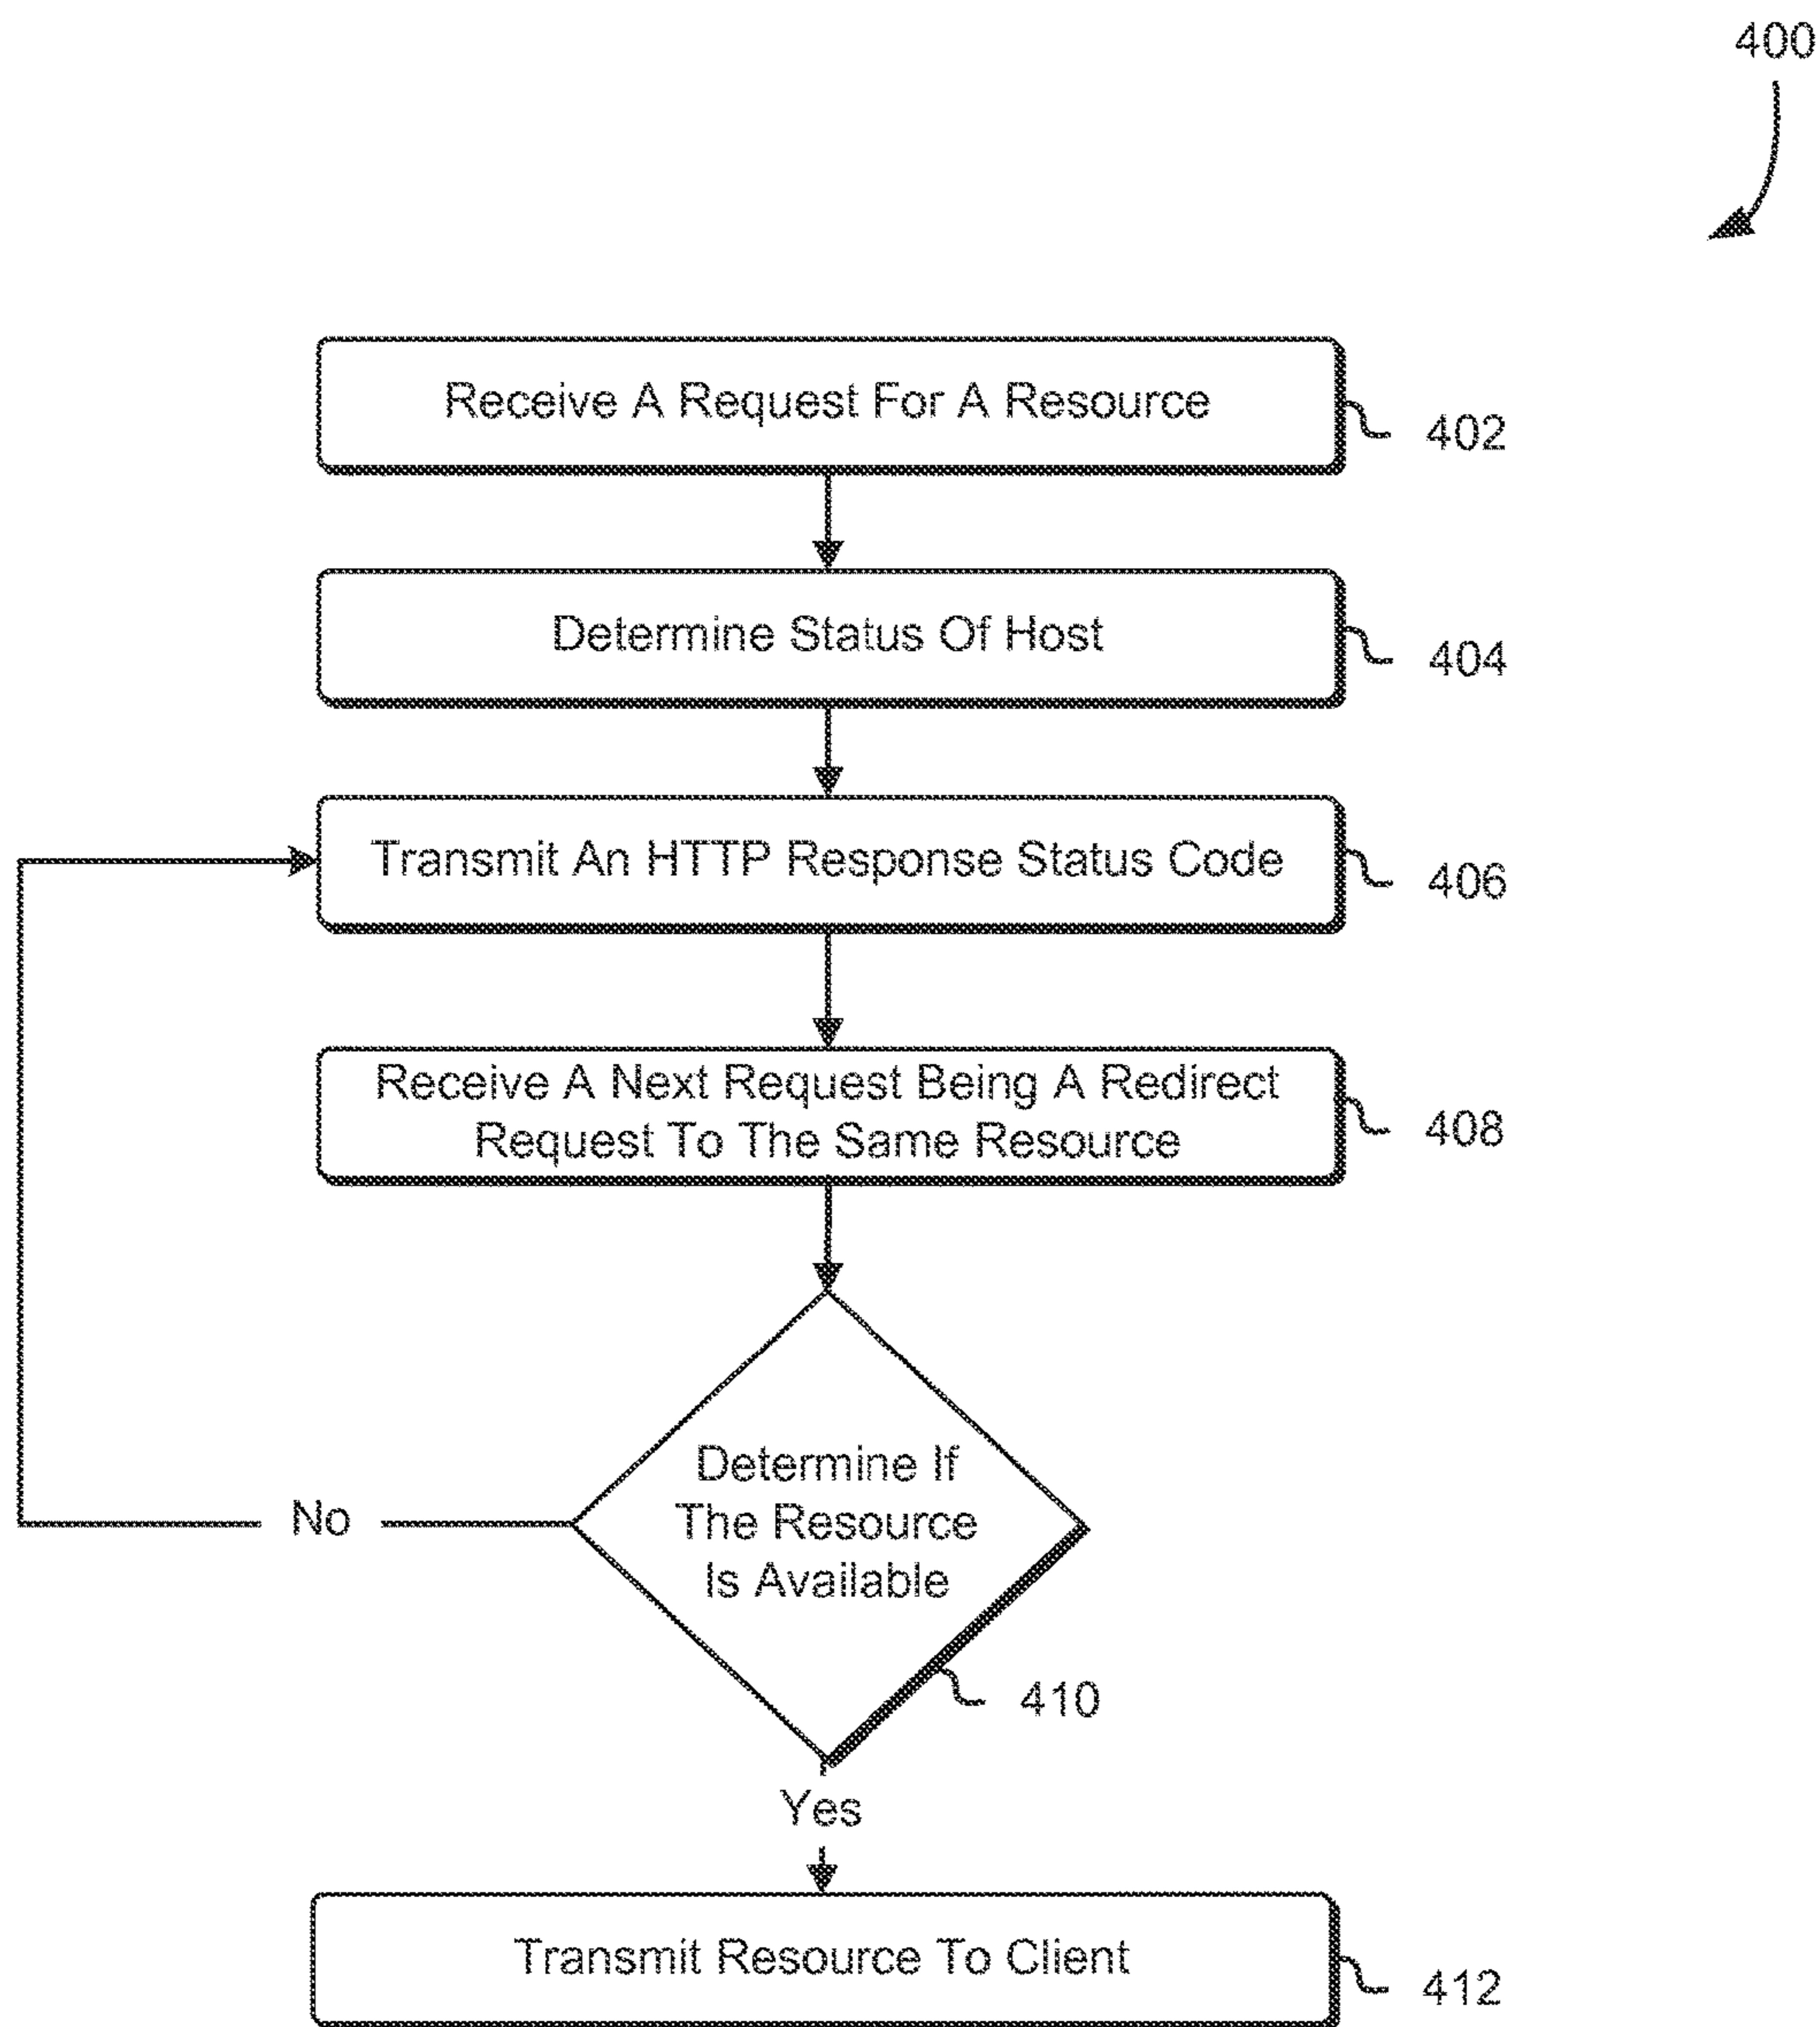 400
Receive A Request For A Resource
402
Determine Status Of Host
404
Transmit An HTTP Response Status Code
406
Receive A Next Request Being A Redirect
Request To The Same Resource
408
Determine If
The Resource
Is Available
No
410
Yes
Transmit Resource To Client
412